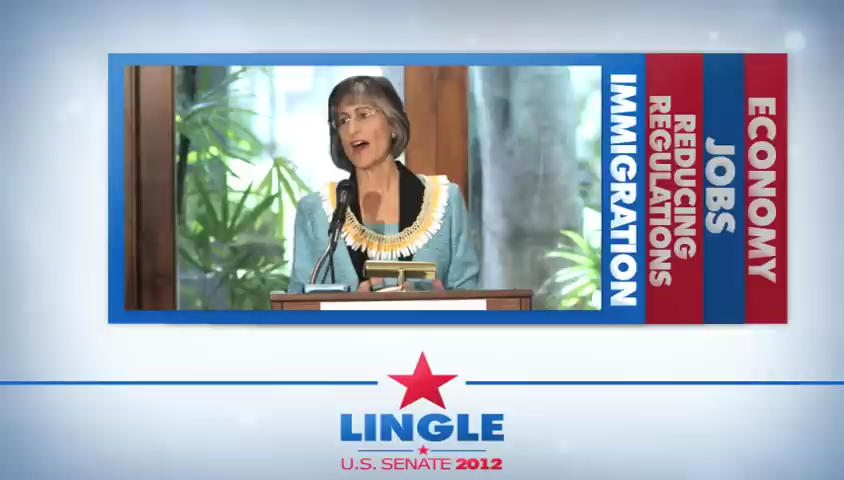 IMMIGRATION
REDUCING
REGULATIONS
JOBS
ECONOMY
LINGLE
U.S. SENATE 2012